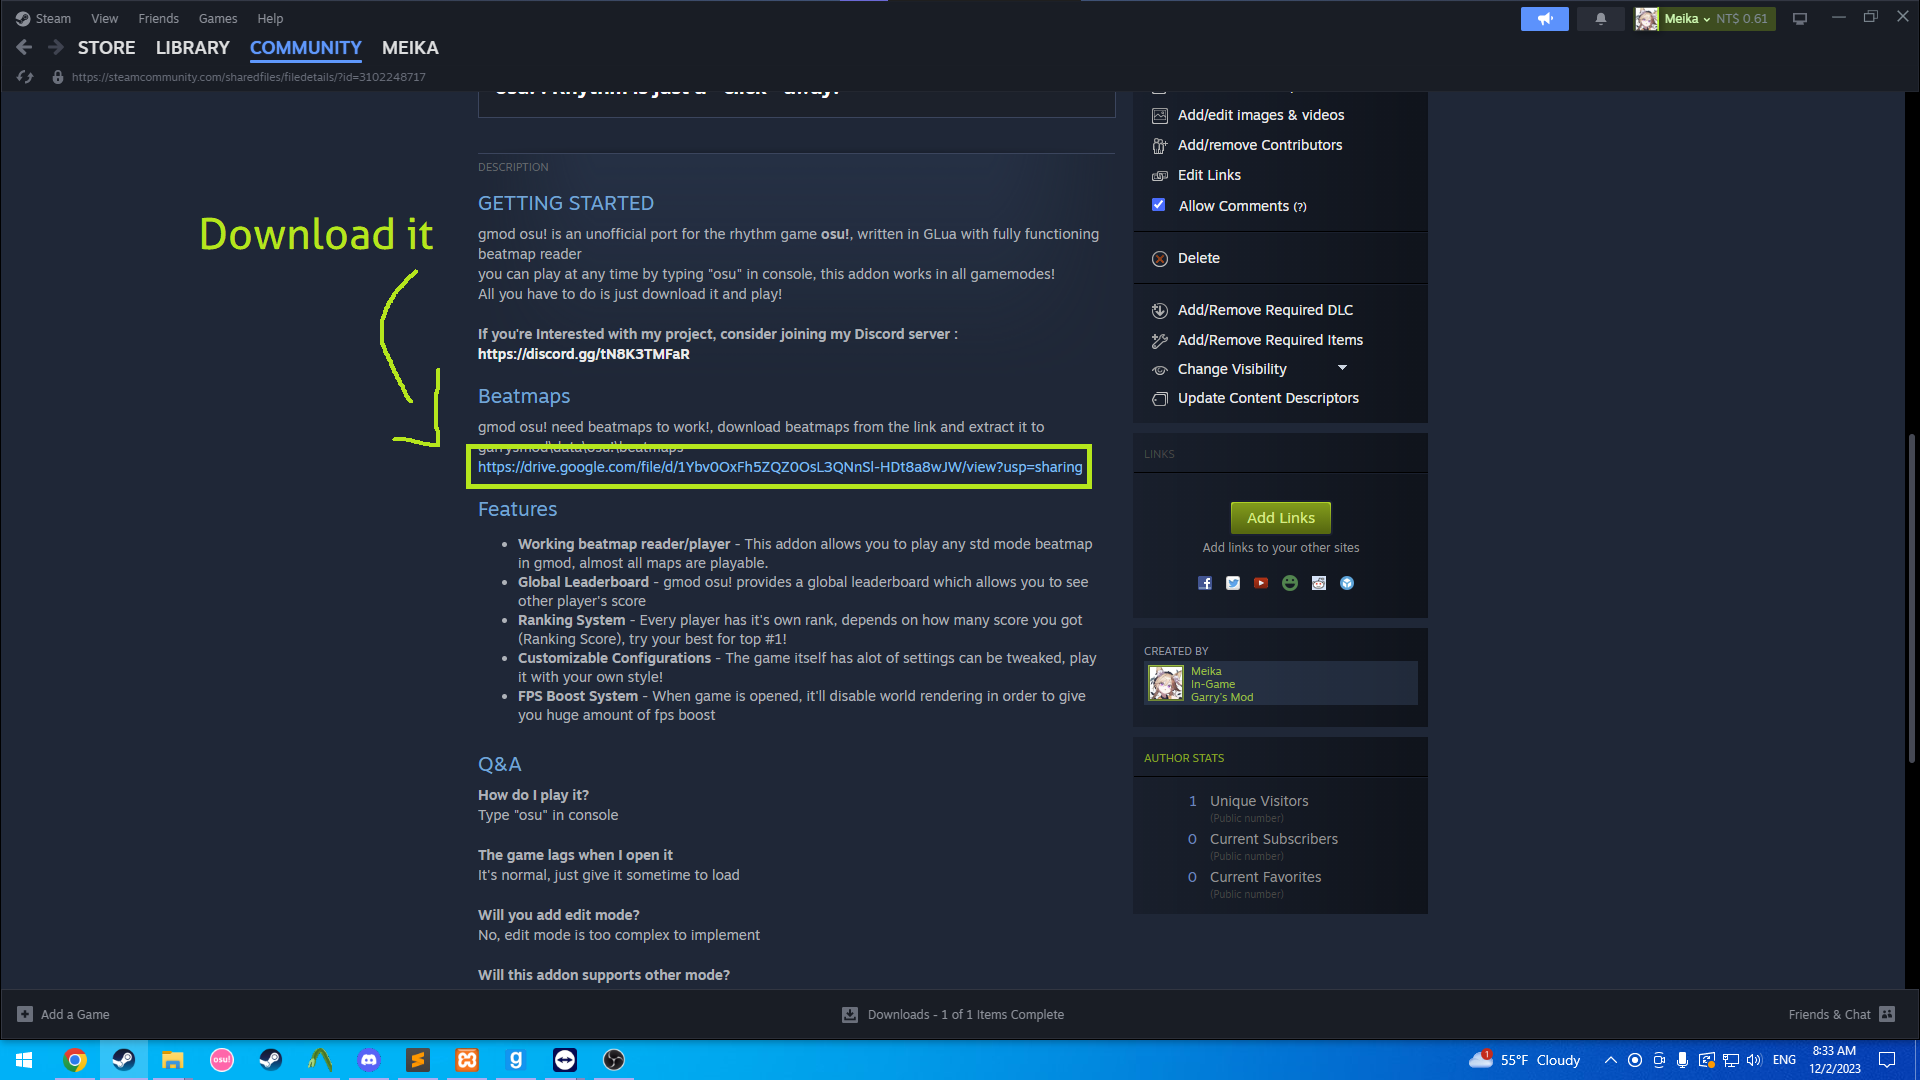 Steam View Friends Games Help
Meika NT$ 0.61
STORE LIBRARY COMMUNITY MEIKA
https://steamcommunity.com/sharedfiles/filedetails/?id=3102248717
Add/edit images & videos
Add/remove Contributors
Edit Links
Allow Comments (?)
Delete
Add/Remove Required DLC
Add/Remove Required Items
Change Visibility
Update Content Descriptors
Download it
DESCRIPTION
GETTING STARTED
gmod osu! is an unofficial port for the rhythm game osu!, written in GLua with fully functioning
beatmap reader
you can play at any time by typing "osu" in console, this addon works in all gamemodes!
All you have to do is just download it and play!
If you're Interested with my project, consider joining my Discord server :
https://discord.gg/tN8K3TMFaR
Beatmaps
gmod osu! need beatmaps to work!, download beatmaps from the link and extract it to
garrysmod\data\osu!\beatmaps
https://drive.google.com/file/d/1Ybv0OxFh5ZQZ0OsL3QNnSl-HDt8a8wJW/view?usp=sharing
Features
Working beatmap reader/player - This addon allows you to play any std mode beatmap
in gmod, almost all maps are playable.
Global Leaderboard - gmod osu! provides a global leaderboard which allows you to see
other player's score
Ranking System - Every player has it's own rank, depends on how many score you got
(Ranking Score), try your best for top #1!
Customizable Configurations - The game itself has alot of settings can be tweaked, play
it with your own style!
FPS Boost System - When game is opened, it'll disable world rendering in order to give
you huge amount of fps boost
Q&A
How do I play it?
Type "osu" in console
The game lags when I open it
It's normal, just give it sometime to load
Will you add edit mode?
No, edit mode is too complex to implement
Will this addon supports other mode?
LINKS
Add Links
Add links to your other sites
CREATED BY
Meika
In-Game
Garry's Mod
AUTHOR STATS
1 Unique Visitors
(Public number)
0 Current Subscribers
(Public number)
0 Current Favorites
(Public number)
Add a Game
Downloads - 1 of 1 Items Complete
Friends & Chat
osu!
1
55°F Cloudy
ENG
8:33 AM
12/2/2023